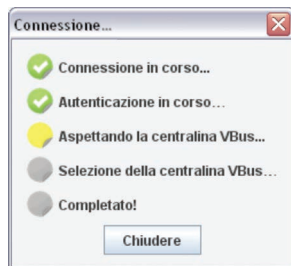 Connessione...
Connessione in corso...
Autenticazione in corso...
Aspettando la centralina VBus...
Selezione della centralina VBus...
Completato!
Chiudere